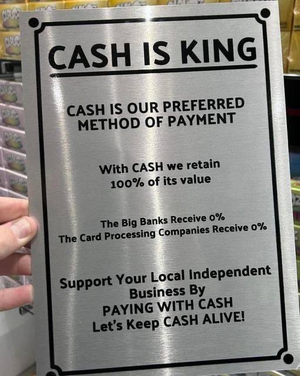 CASH IS KING
CASH IS OUR PREFERRED
METHOD OF PAYMENT
With CASH we retain
100% of its value
The Big Banks Receive 0%
The Card Processing Companies Receive 0%
Support Your Local Independent
Business By
PAYING WITH CASH
Let's Keep CASH ALIVE!